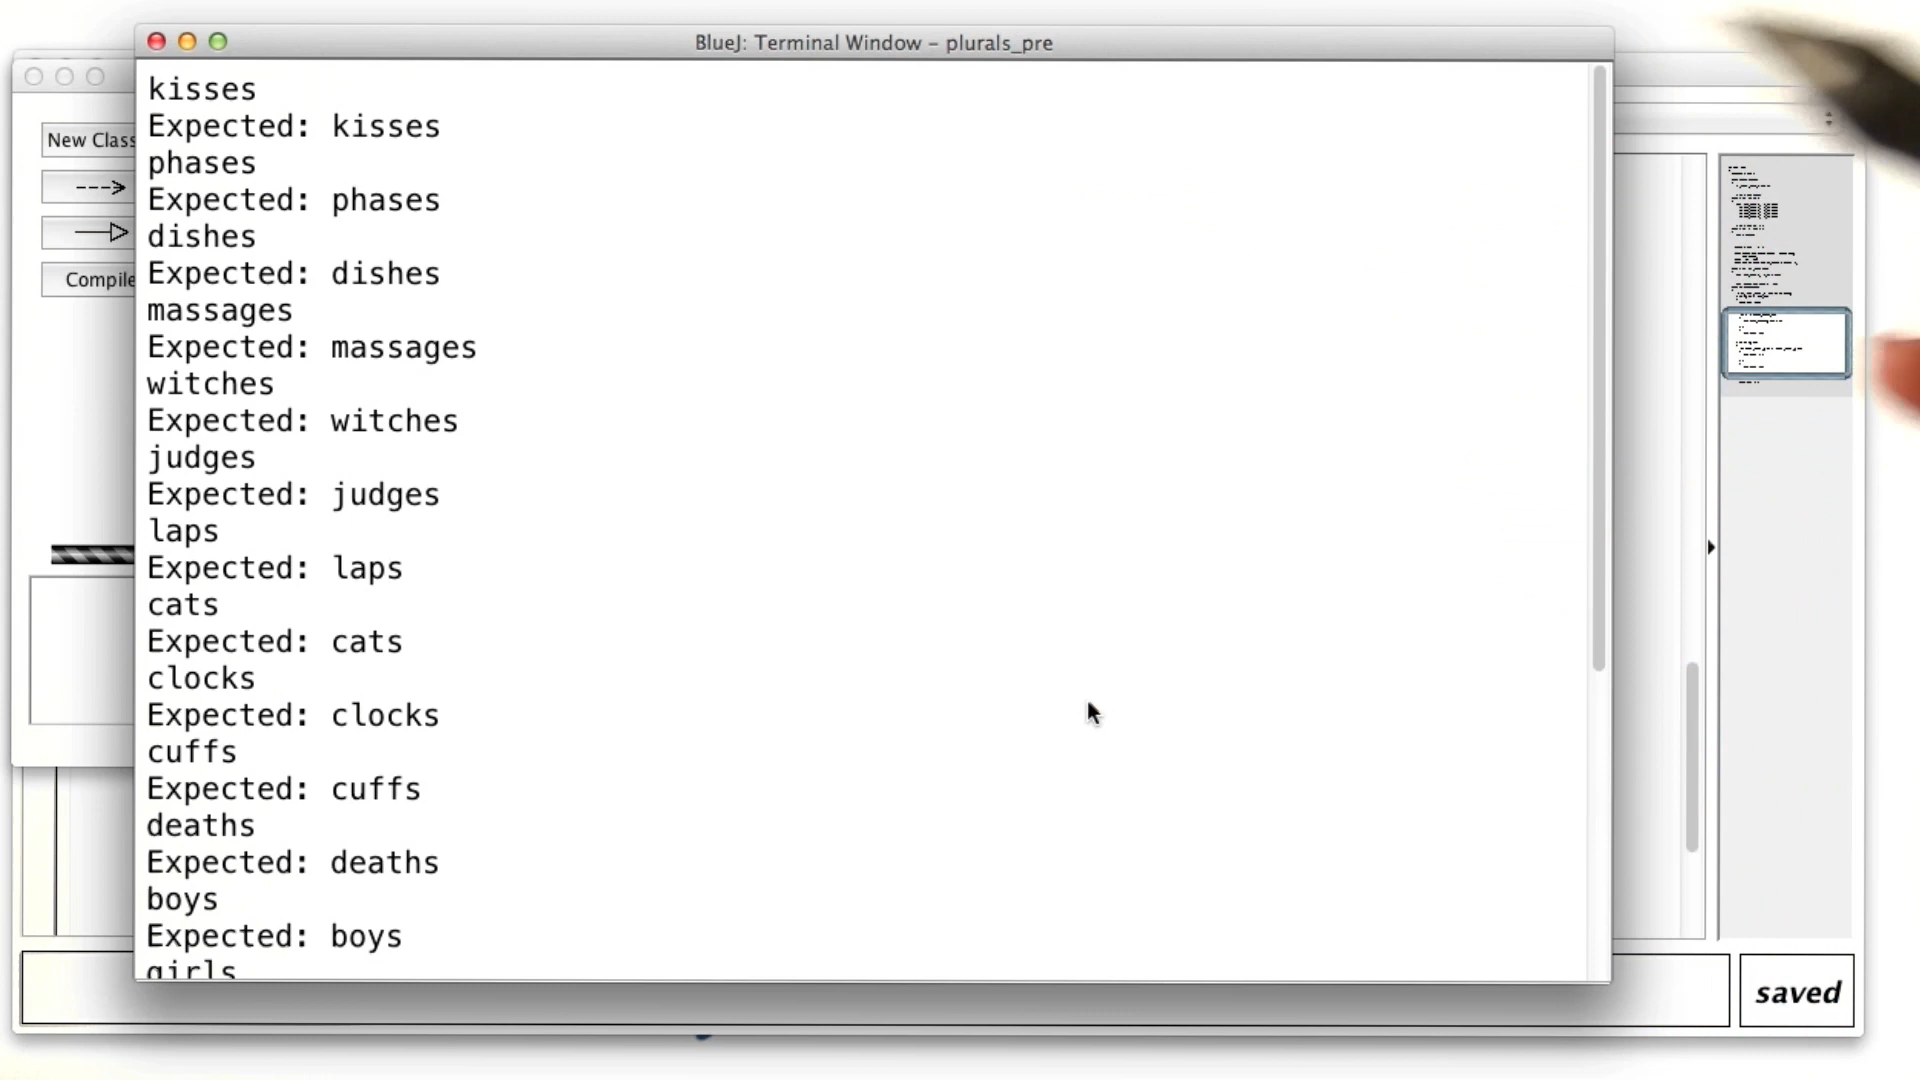 BlueJ: Terminal Window – plurals_pre
New Class
Compile
kisses
Expected: kisses
phases
Expected: phases
dishes
Expected: dishes
massages
Expected: massages
witches
Expected: witches
judges
Expected: judges
laps
Expected: laps
cats
Expected: cats
clocks
Expected: clocks
cuffs
Expected: cuffs
deaths
Expected: deaths
boys
Expected: boys
girls
saved